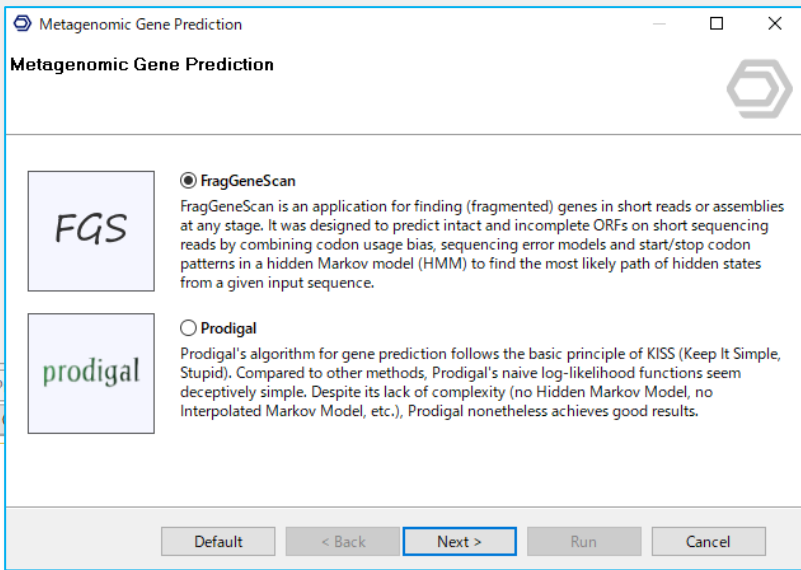 Metagenomic Gene Prediction
Metagenomic Gene Prediction
FGS
FragGeneScan
FragGeneScan is an application for finding (fragmented) genes in short reads or assemblies
at any stage. It was designed to predict intact and incomplete ORFs on short sequencing
reads by combining codon usage bias, sequencing error models and start/stop codon
patterns in a hidden Markov model (HMM) to find the most likely path of hidden states
from a given input sequence.
prodigal
Prodigal
Prodigal's algorithm for gene prediction follows the basic principle of KISS (Keep It Simple,
Stupid). Compared to other methods, Prodigal's naive log-likelihood functions seem
deceptively simple. Despite its lack of complexity (no Hidden Markov Model, no
Interpolated Markov Model, etc.), Prodigal nonetheless achieves good results.
Default
< Back
Next >
Run
Cancel